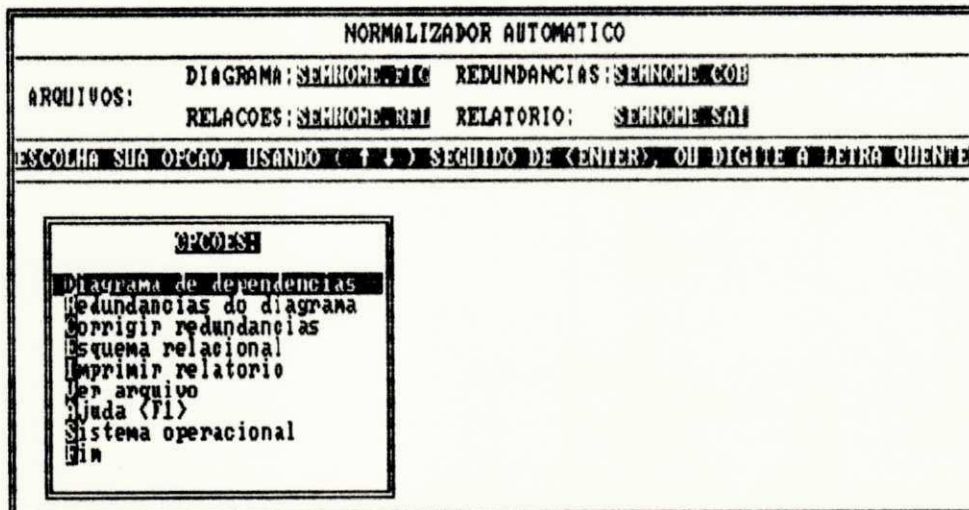 NORMALIZADOR AUTOMATICO
ARQUIVOS:
DIAGRAMA: SEMNOME.FIG REDUNDANCIAS: SEMNOME.COB
RELACOES: SEMNOME.REL RELATORIO: SEMNOME.SAI
ESCOLHA SUA OPCAO, USANDO ( ↑ ↓ ) SEGUIDO DE <ENTER>, OU DIGITE A LETRA QUENTE
OPCOES:
Diagrama de dependencias
Redundancias do diagrama
Corrigir redundancias
Esquema relacional
Imprimir relatorio
Ver arquivo
Ajuda <F1>
Sistema operacional
Fim